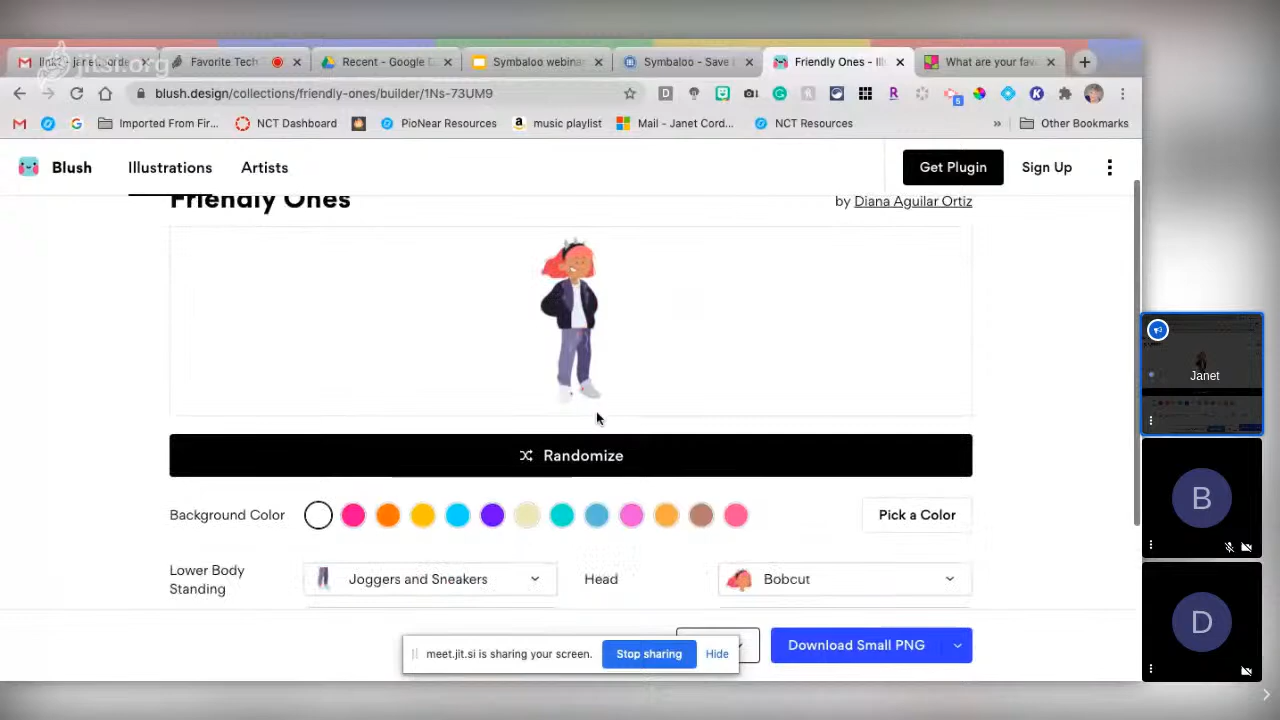 jitsi.org
Favorite Tech
Recent - Google D
Symbaloo webina
Symbaloo - Save
Friendly Ones - Ill
What are your fav
blush.design/collections/friendly-ones/builder/1Ns-73UM9
D
R
5
K
Imported From Fir...
NCT Dashboard
PioNear Resources
music playlist
Mail - Janet Cord...
NCT Resources
»
Other Bookmarks
Blush
Illustrations
Artists
Get Plugin
Sign Up
Friendly Ones
by Diana Aguilar Ortiz
Randomize
Background Color
Pick a Color
Lower Body
Standing
Joggers and Sneakers
Head
Bobcut
meet.jit.si is sharing your screen.
Stop sharing
Hide
Download Small PNG
Janet
B
D